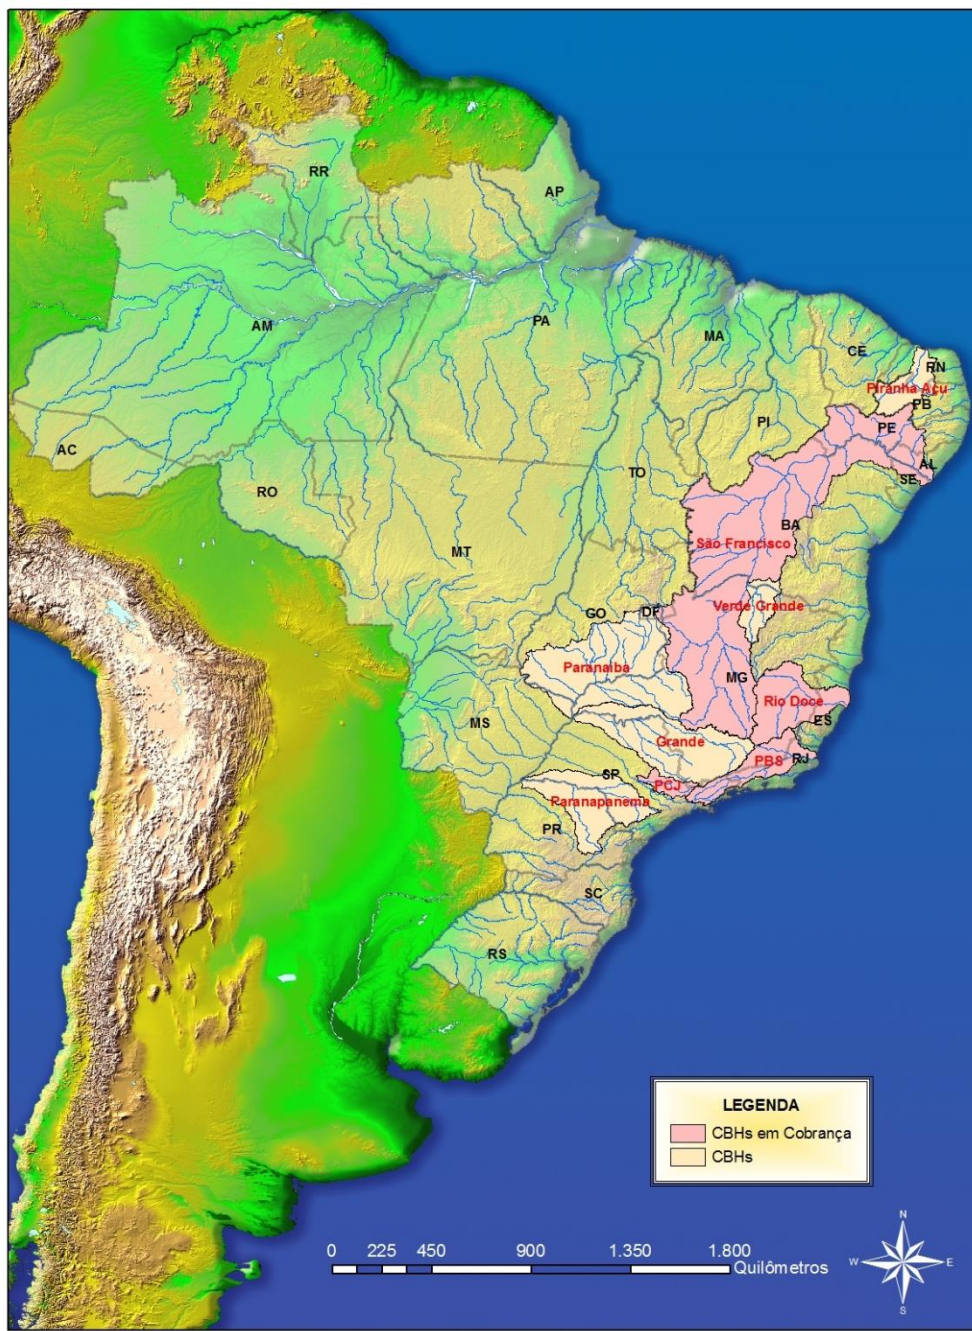 RR
AP
AM
PA
MA
CE
RN
Piranha Açu
PB
PI
PE
AC
TO
AL
SE
RO
BA
MT
São Francisco
GO
DF
Verde Grande
Paranaiba
MG
Rio Doce
MS
ES
Grande
PBS
RJ
SP
PCJ
Paranapanema
PR
SC
RS
LEGENDA
CBHs em Cobrança
CBHs
0 225 450 900 1.350 1.800
Quilômetros
N
W E
S